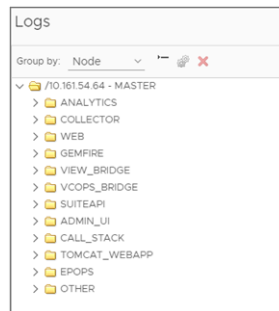 Logs
Group by: Node
/10.161.54.64 - MASTER
ANALYTICS
COLLECTOR
WEB
GEMFIRE
VIEW_BRIDGE
VCOPS_BRIDGE
SUITEAPI
ADMIN_UI
CALL_STACK
TOMCAT_WEBAPP
EPOPS
OTHER